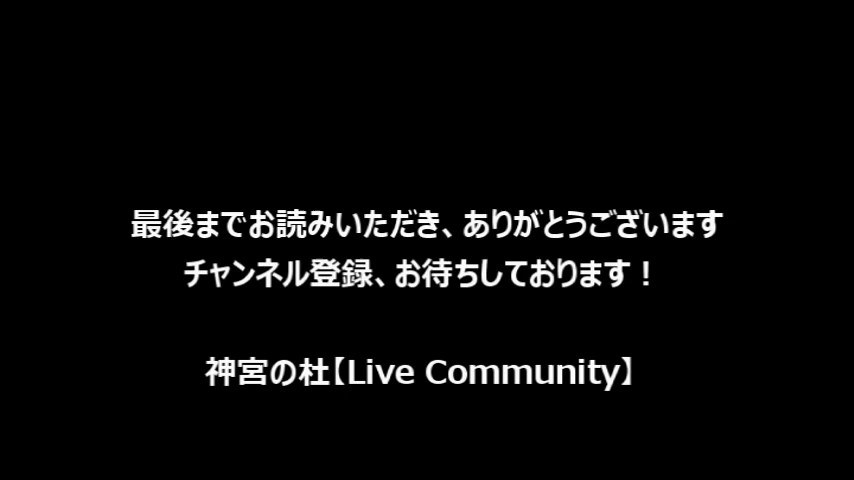 最後までお読みいただき、ありがとうございます
チャンネル登録、お待ちしております！
神宮の杜【Live Community】